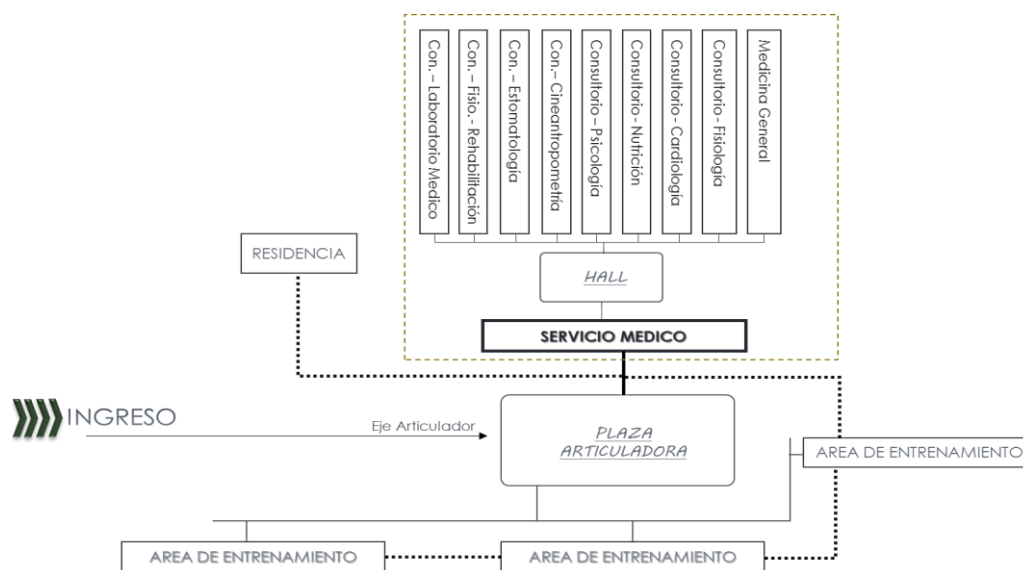 Con. – Laboratorio Medico
Con. – Fisio.- Rehabilitación
Con. – Estomatología
Con.– Cineantropometría
Consultorio – Psicología
Consultorio - Nutrición
Consultorio - Cardiología
Consultorio - Fisiología
Medicina General
RESIDENCIA
HALL
SERVICIO MEDICO
INGRESO
Eje Articulador
PLAZA
ARTICULADORA
AREA DE ENTRENAMIENTO
AREA DE ENTRENAMIENTO
AREA DE ENTRENAMIENTO